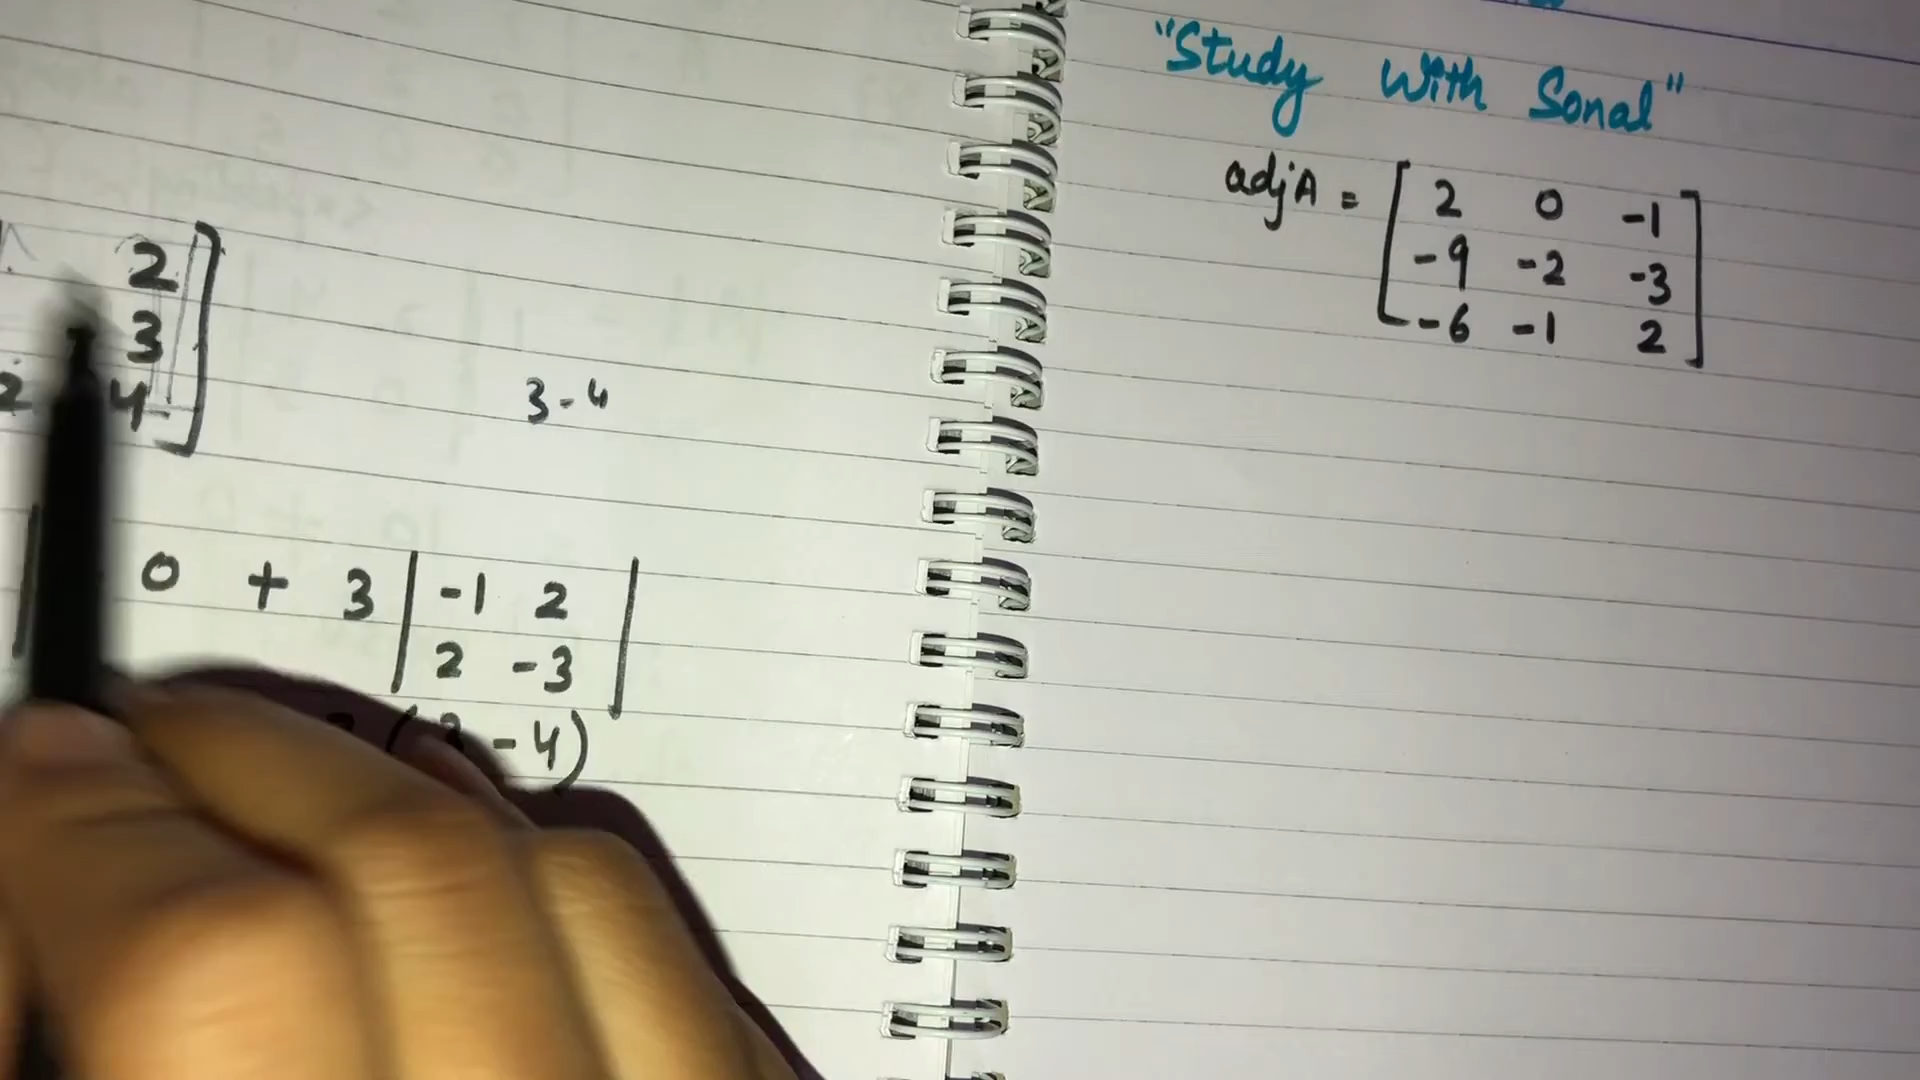 2
3
2 4
3-4
0 + 3 | -1 2 |
2 -3
- 4)
"Study With Sonal"
adjA = [ 2 0 -1 ]
-9 -2 -3
-6 -1 2